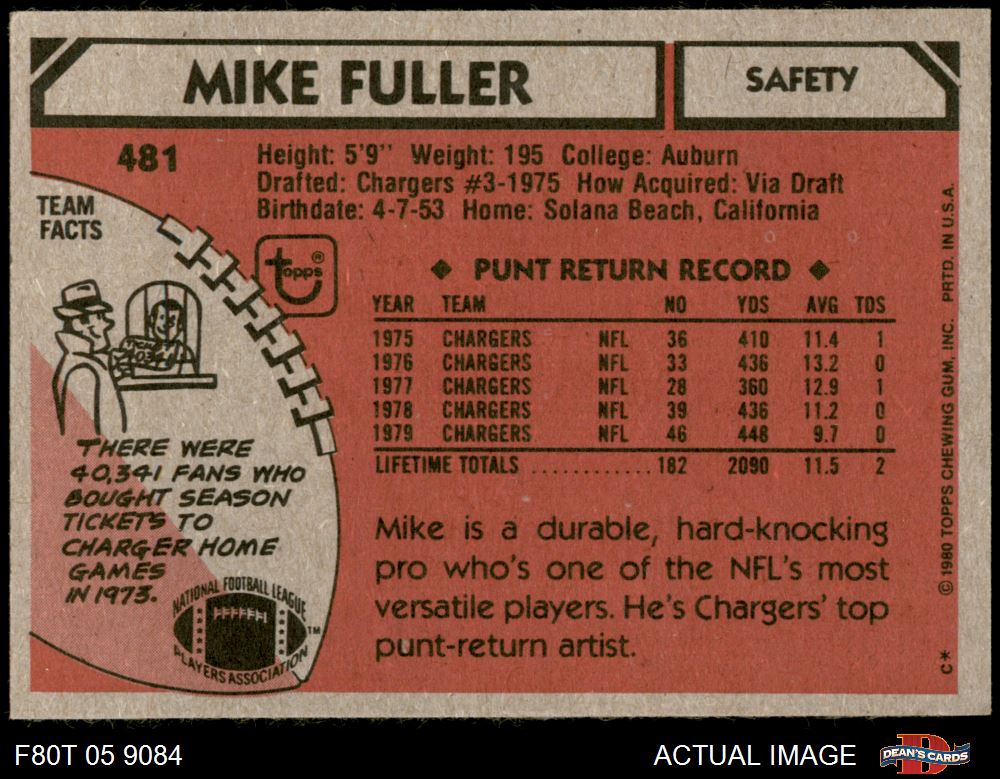 MIKE FULLER
SAFETY
481
Height: 5'9" Weight: 195 College: Auburn
Drafted: Chargers #3-1975 How Acquired: Via Draft
Birthdate: 4-7-53 Home: Solana Beach, California
TEAM
FACTS
topps®
◆ PUNT RETURN RECORD ◆
YEAR TEAM NO YDS AVG TDS
1975 CHARGERS NFL 36 410 11.4 1
1976 CHARGERS NFL 33 436 13.2 0
1977 CHARGERS NFL 28 360 12.9 1
1978 CHARGERS NFL 39 436 11.2 0
1979 CHARGERS NFL 46 448 9.7 0
LIFETIME TOTALS ............ 182 2090 11.5 2
THERE WERE
40,341 FANS WHO
BOUGHT SEASON
TICKETS TO
CHARGER HOME
GAMES
IN 1973.
Mike is a durable, hard-knocking
pro who's one of the NFL's most
versatile players. He's Chargers' top
punt-return artist.
NATIONAL FOOTBALL LEAGUE
PLAYERS ASSOCIATION
TM
C* © 1980 TOPPS CHEWING GUM, INC. PRTD. IN U.S.A.
F80T 05 9084
ACTUAL IMAGE
DEAN'S CARDS